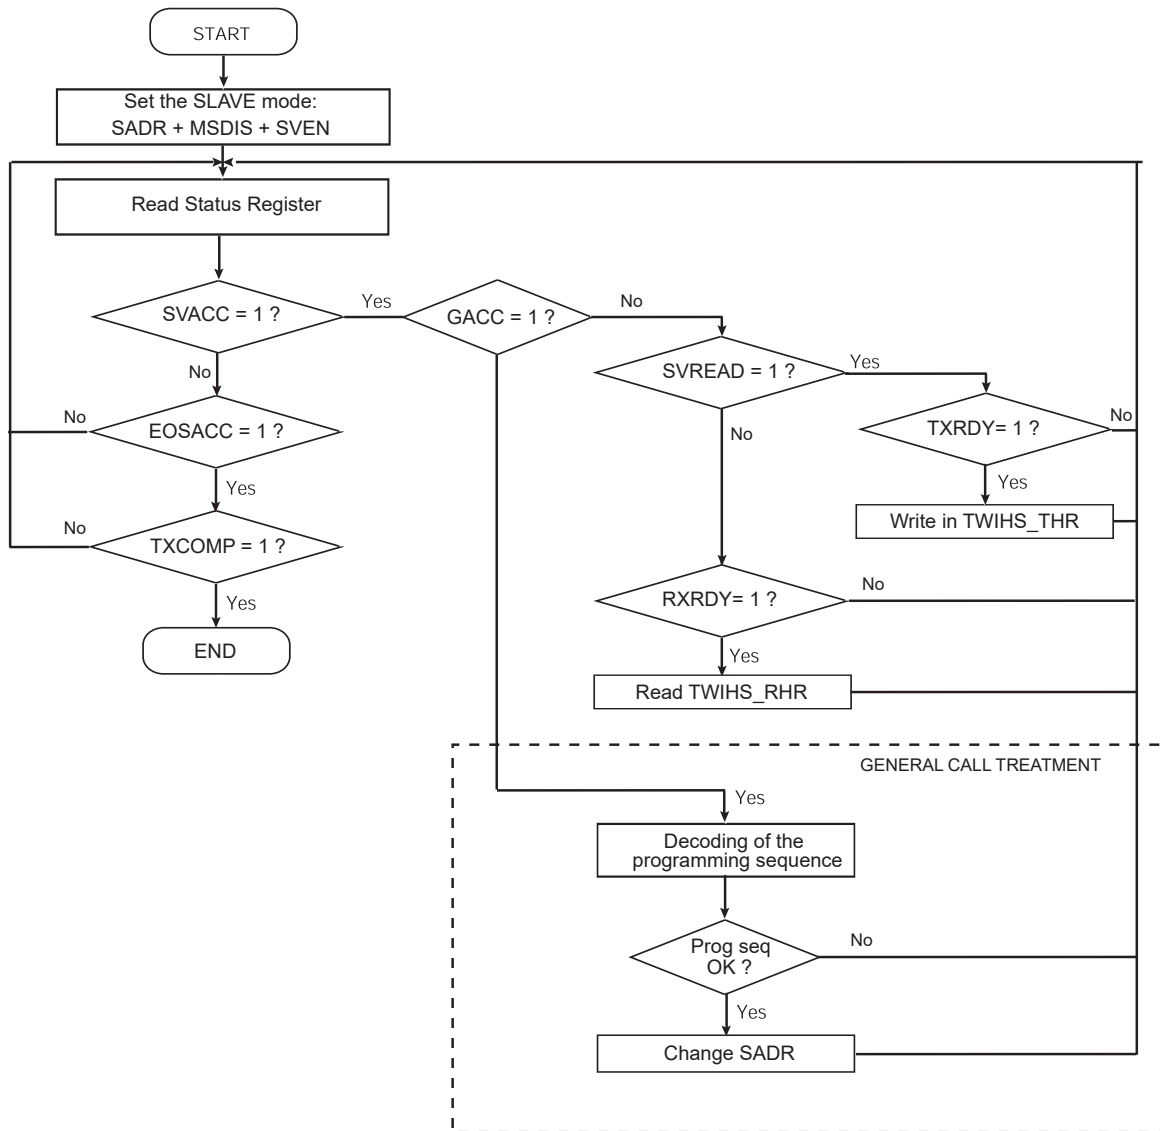 START
Set the SLAVE mode:
SADR + MSDIS + SVEN
Read Status Register
SVACC = 1 ?
Yes
GACC = 1 ?
No
SVREAD = 1 ?
Yes
No
EOSACC = 1 ?
No
TXRDY= 1 ?
No
No
Yes
Yes
Write in TWIHS_THR
TXCOMP = 1 ?
No
RXRDY= 1 ?
No
Yes
END
Yes
Read TWIHS_RHR
GENERAL CALL TREATMENT
Yes
Decoding of the
programming sequence
Prog seq
OK ?
No
Yes
Change SADR